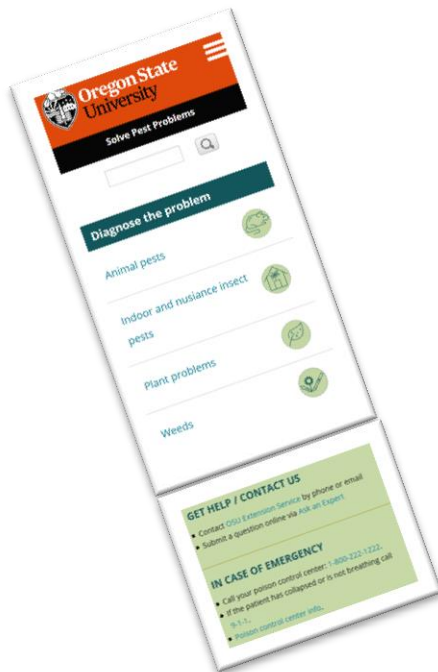 Oregon State
University
Solve Pest Problems
Diagnose the problem
Animal pests
Indoor and nusiance insect
pests
Plant problems
Weeds
GET HELP / CONTACT US
• Contact OSU Extension Service by phone or email
• Submit a question online via Ask an Expert
IN CASE OF EMERGENCY
• Call your poison control center: 1-800-222-1222.
• If the patient has collapsed or is not breathing call
9-1-1.
• Poison control center info.